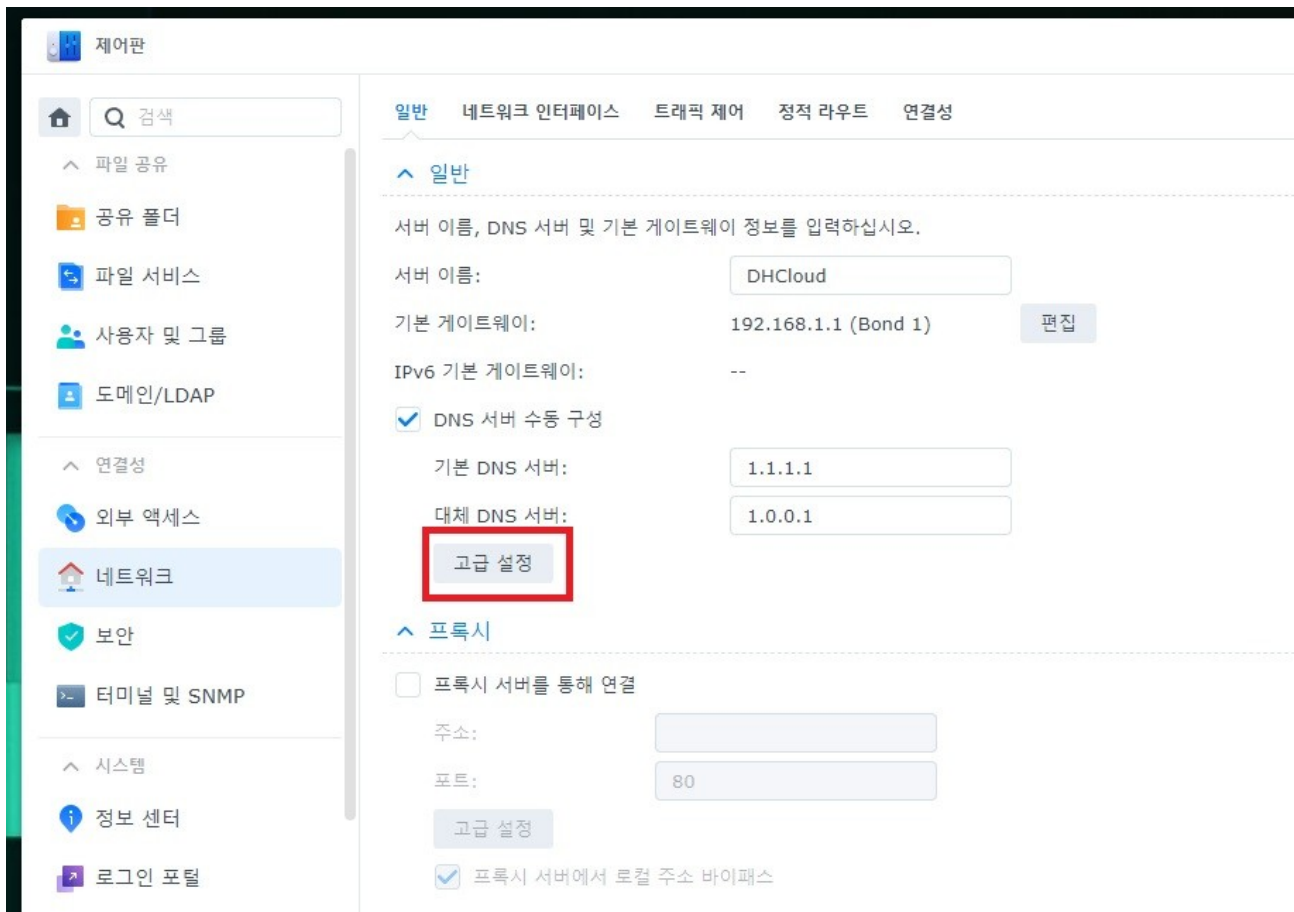 제어판
검색
파일 공유
공유 폴더
파일 서비스
사용자 및 그룹
도메인/LDAP
연결성
외부 액세스
네트워크
보안
터미널 및 SNMP
시스템
정보 센터
로그인 포털
일반 네트워크 인터페이스 트래픽 제어 정적 라우트 연결성
일반
서버 이름, DNS 서버 및 기본 게이트웨이 정보를 입력하십시오.
서버 이름: DHCloud
기본 게이트웨이: 192.168.1.1 (Bond 1) 편집
IPv6 기본 게이트웨이: --
DNS 서버 수동 구성
기본 DNS 서버: 1.1.1.1
대체 DNS 서버: 1.0.0.1
고급 설정
프록시
프록시 서버를 통해 연결
주소:
포트: 80
고급 설정
프록시 서버에서 로컬 주소 바이패스